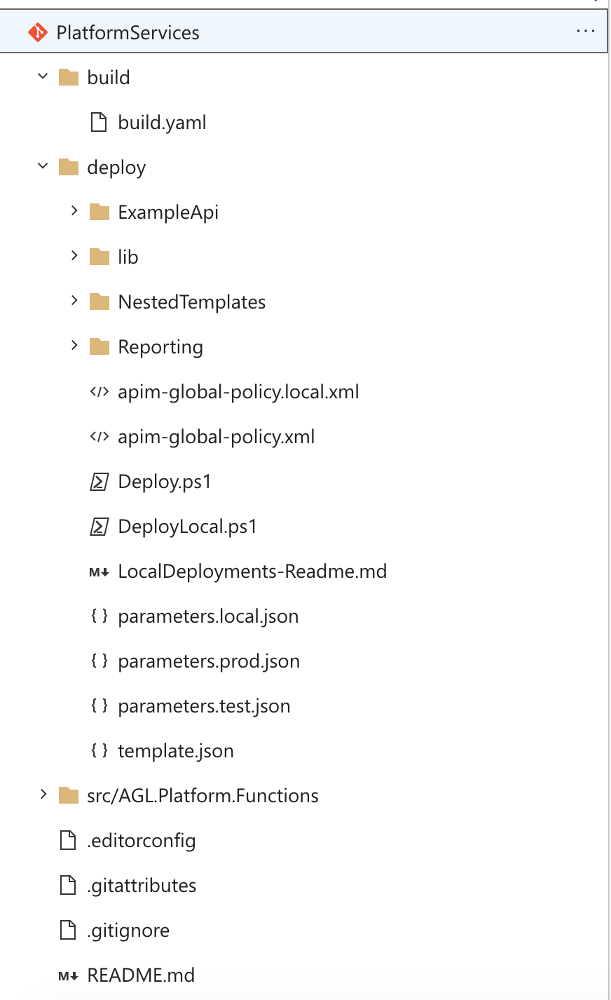 PlatformServices
build
build.yaml
deploy
ExampleApi
lib
NestedTemplates
Reporting
apim-global-policy.local.xml
apim-global-policy.xml
Deploy.ps1
DeployLocal.ps1
LocalDeployments-Readme.md
parameters.local.json
parameters.prod.json
parameters.test.json
template.json
src/AGL.Platform.Functions
.editorconfig
.gitattributes
.gitignore
README.md